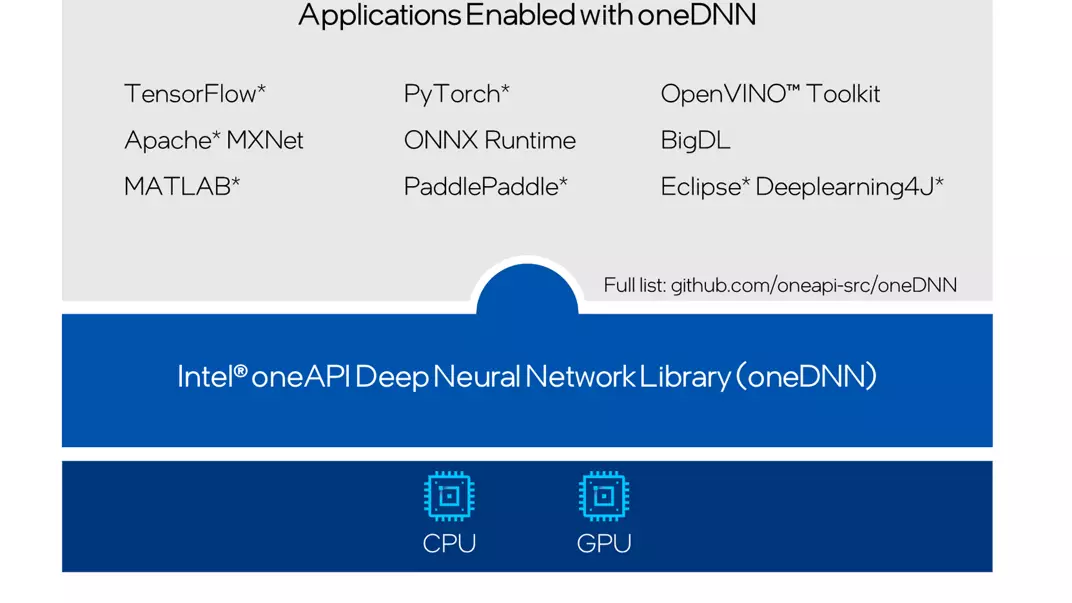 Applications Enabled with oneDNN
TensorFlow* PyTorch* OpenVINO™ Toolkit
Apache* MXNet ONNX Runtime BigDL
MATLAB* PaddlePaddle* Eclipse* Deeplearning4J*
Full list: github.com/oneapi-src/oneDNN
Intel® oneAPI Deep Neural Network Library (oneDNN)
CPU GPU